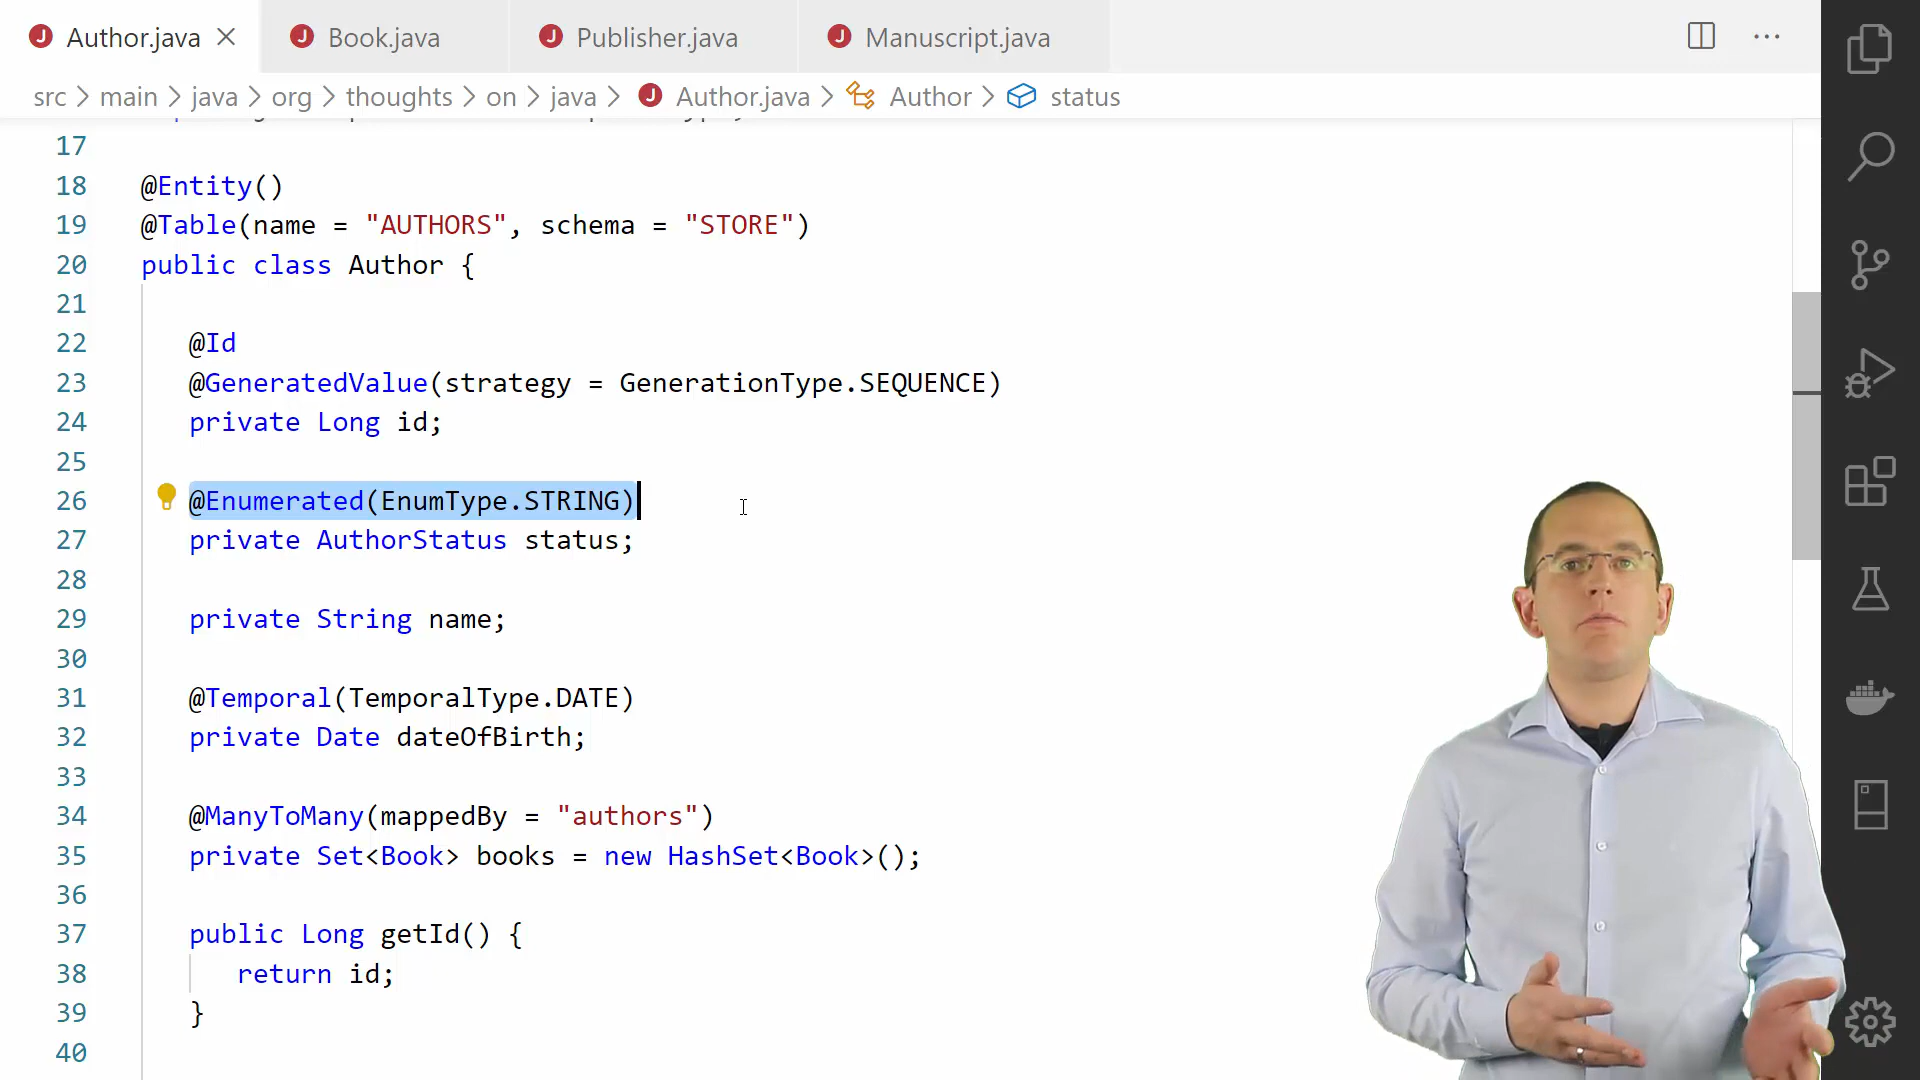 Author.java
Book.java
Publisher.java
Manuscript.java
src > main > java > org > thoughts > on > java > Author.java > Author > status
17
18 @Entity()
19 @Table(name = "AUTHORS", schema = "STORE")
20 public class Author {
21
22 @Id
23 @GeneratedValue(strategy = GenerationType.SEQUENCE)
24 private Long id;
25
26 @Enumerated(EnumType.STRING)
27 private AuthorStatus status;
28
29 private String name;
30
31 @Temporal(TemporalType.DATE)
32 private Date dateOfBirth;
33
34 @ManyToMany(mappedBy = "authors")
35 private Set<Book> books = new HashSet<Book>();
36
37 public Long getId() {
38 return id;
39 }
40